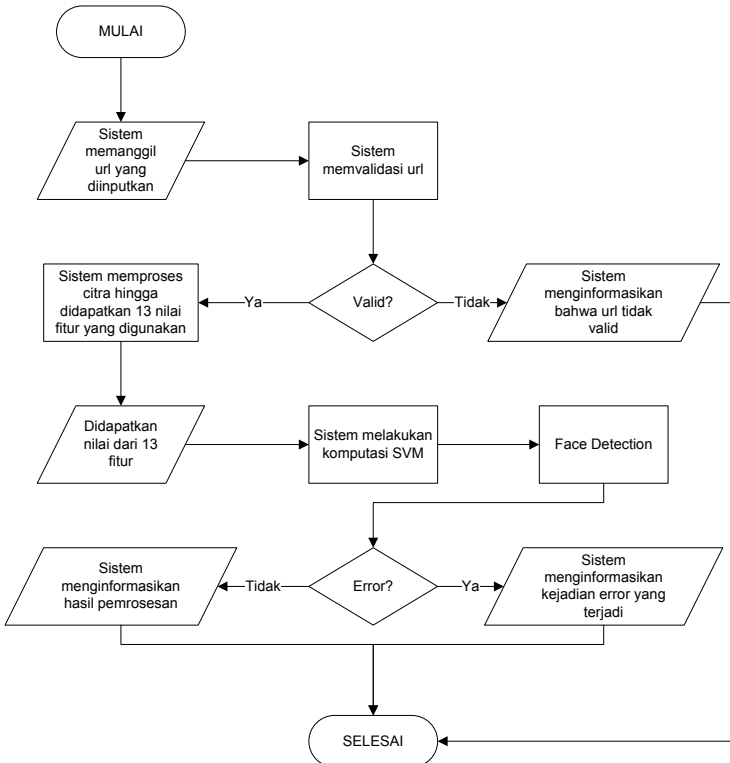 MULAI
Sistem
memanggil
url yang
diinputkan
Sistem
memvalidasi url
Sistem memproses
citra hingga
didapatkan 13 nilai
fitur yang digunakan
Ya
Valid?
Tidak
Sistem
menginformasikan
bahwa url tidak
valid
Didapatkan
nilai dari 13
fitur
Sistem melakukan
komputasi SVM
Face Detection
Sistem
menginformasikan
hasil pemrosesan
Tidak
Error?
Ya
Sistem
menginformasikan
kejadian error yang
terjadi
SELESAI